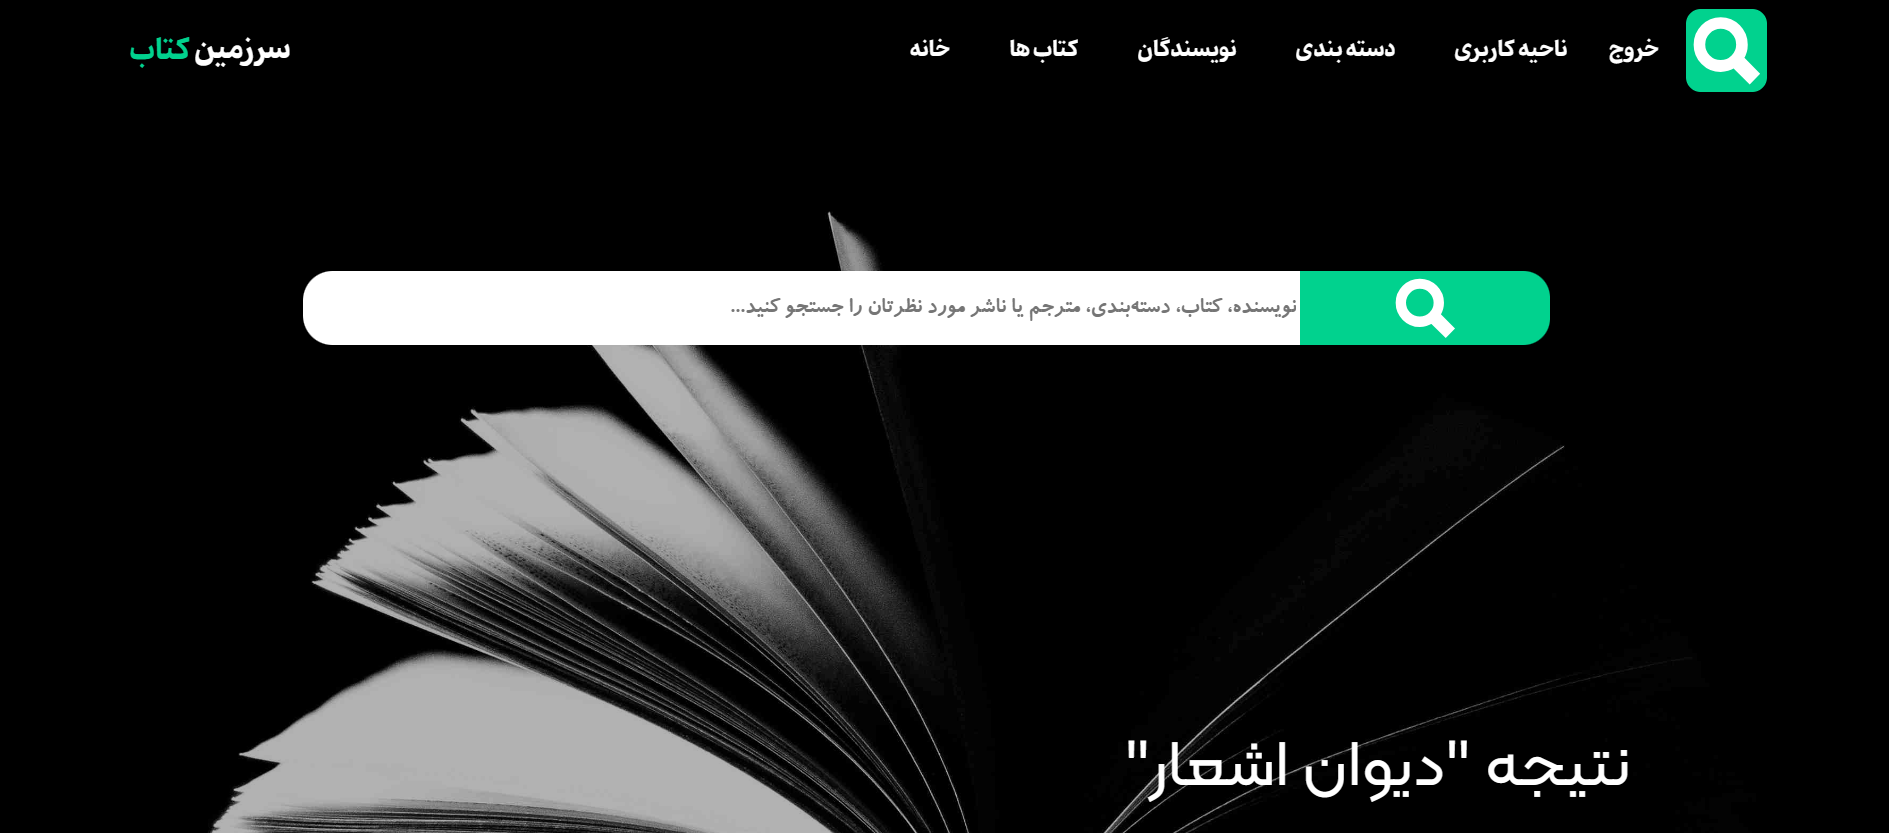 خروج ناحیه کاربری دسته بندی نویسندگان کتاب ها خانه سرزمین کتاب
نویسنده، کتاب، دسته‌بندی، مترجم یا ناشر مورد نظرتان را جستجو کنید...
نتیجه "دیوان اشعار"